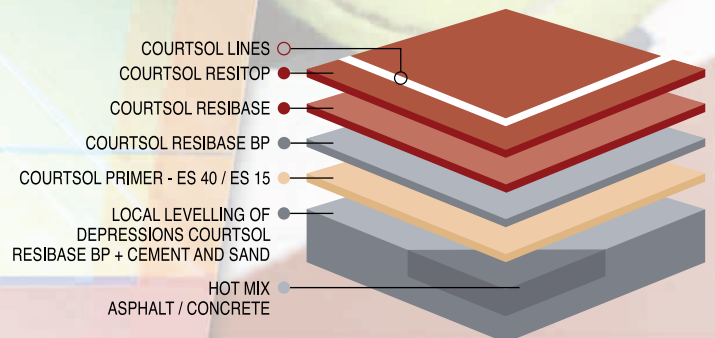 COURTSOL LINES
COURTSOL RESITOP
COURTSOL RESIBASE
COURTSOL RESIBASE BP
COURTSOL PRIMER - ES 40 / ES 15
LOCAL LEVELLING OF
DEPRESSIONS COURTSOL
RESIBASE BP + CEMENT AND SAND
HOT MIX
ASPHALT / CONCRETE